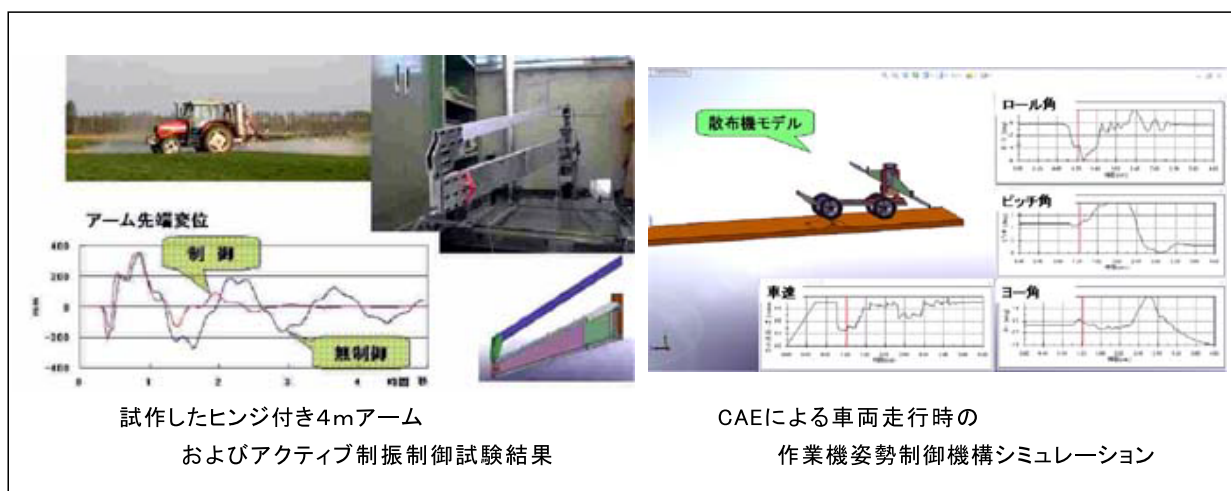 アーム先端変位
400
200
0
-200
-400
0
1
2
3
4
時間 秒
制 御
無制御
試作したヒンジ付き4mアーム
およびアクティブ制振制御試験結果
散布機モデル
ロール角
ピッチ角
車速
ヨー角
CAEによる車両走行時の
作業機姿勢制御機構シミュレーション